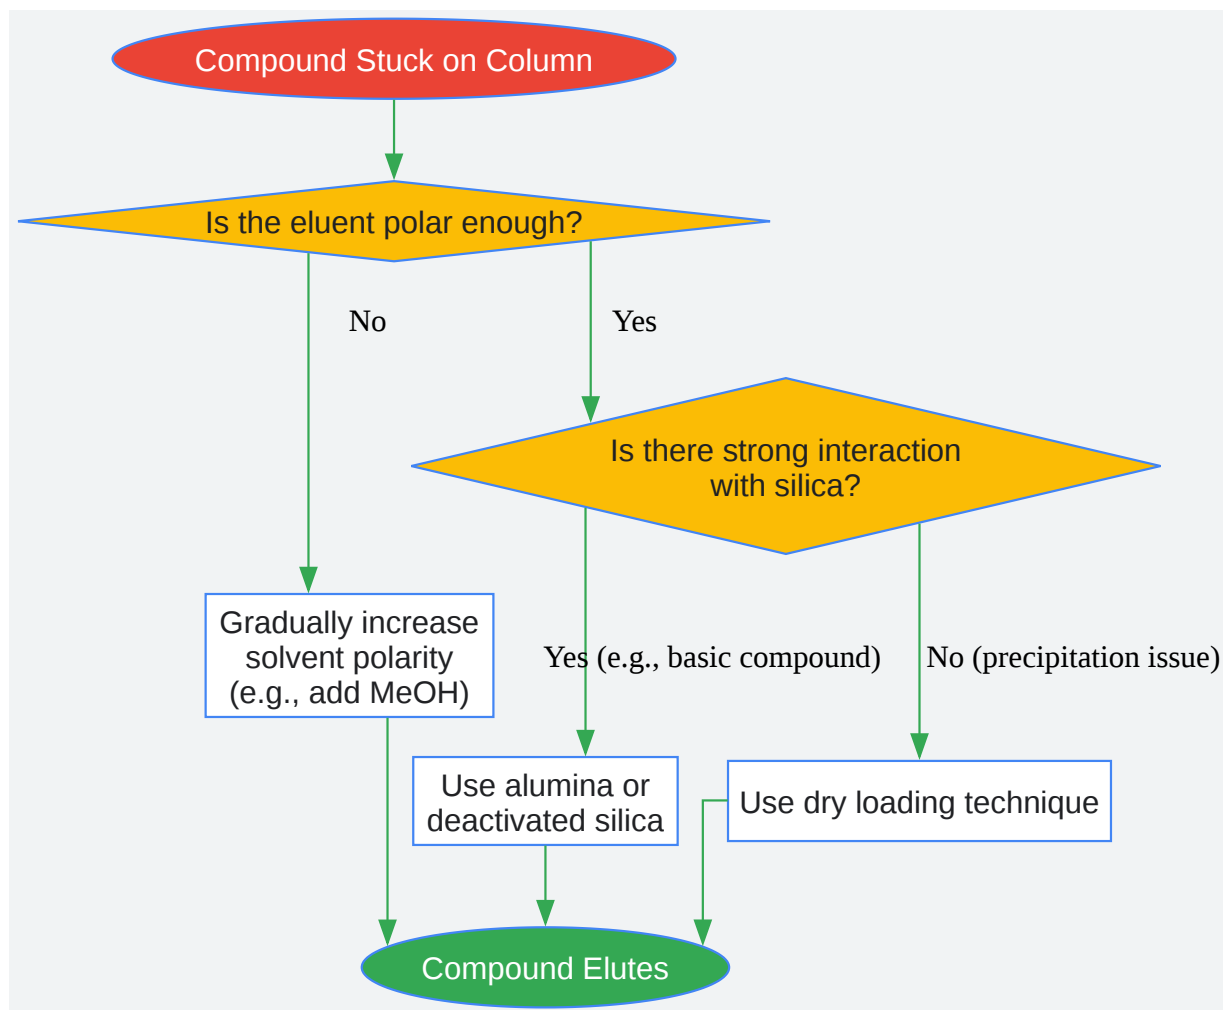 Compound Stuck on Column
Is the eluent polar enough?
No
Yes
Is there strong interaction
with silica?
Gradually increase
solvent polarity
(e.g., add MeOH)
Yes (e.g., basic compound)
No (precipitation issue)
Use alumina or
deactivated silica
Use dry loading technique
Compound Elutes